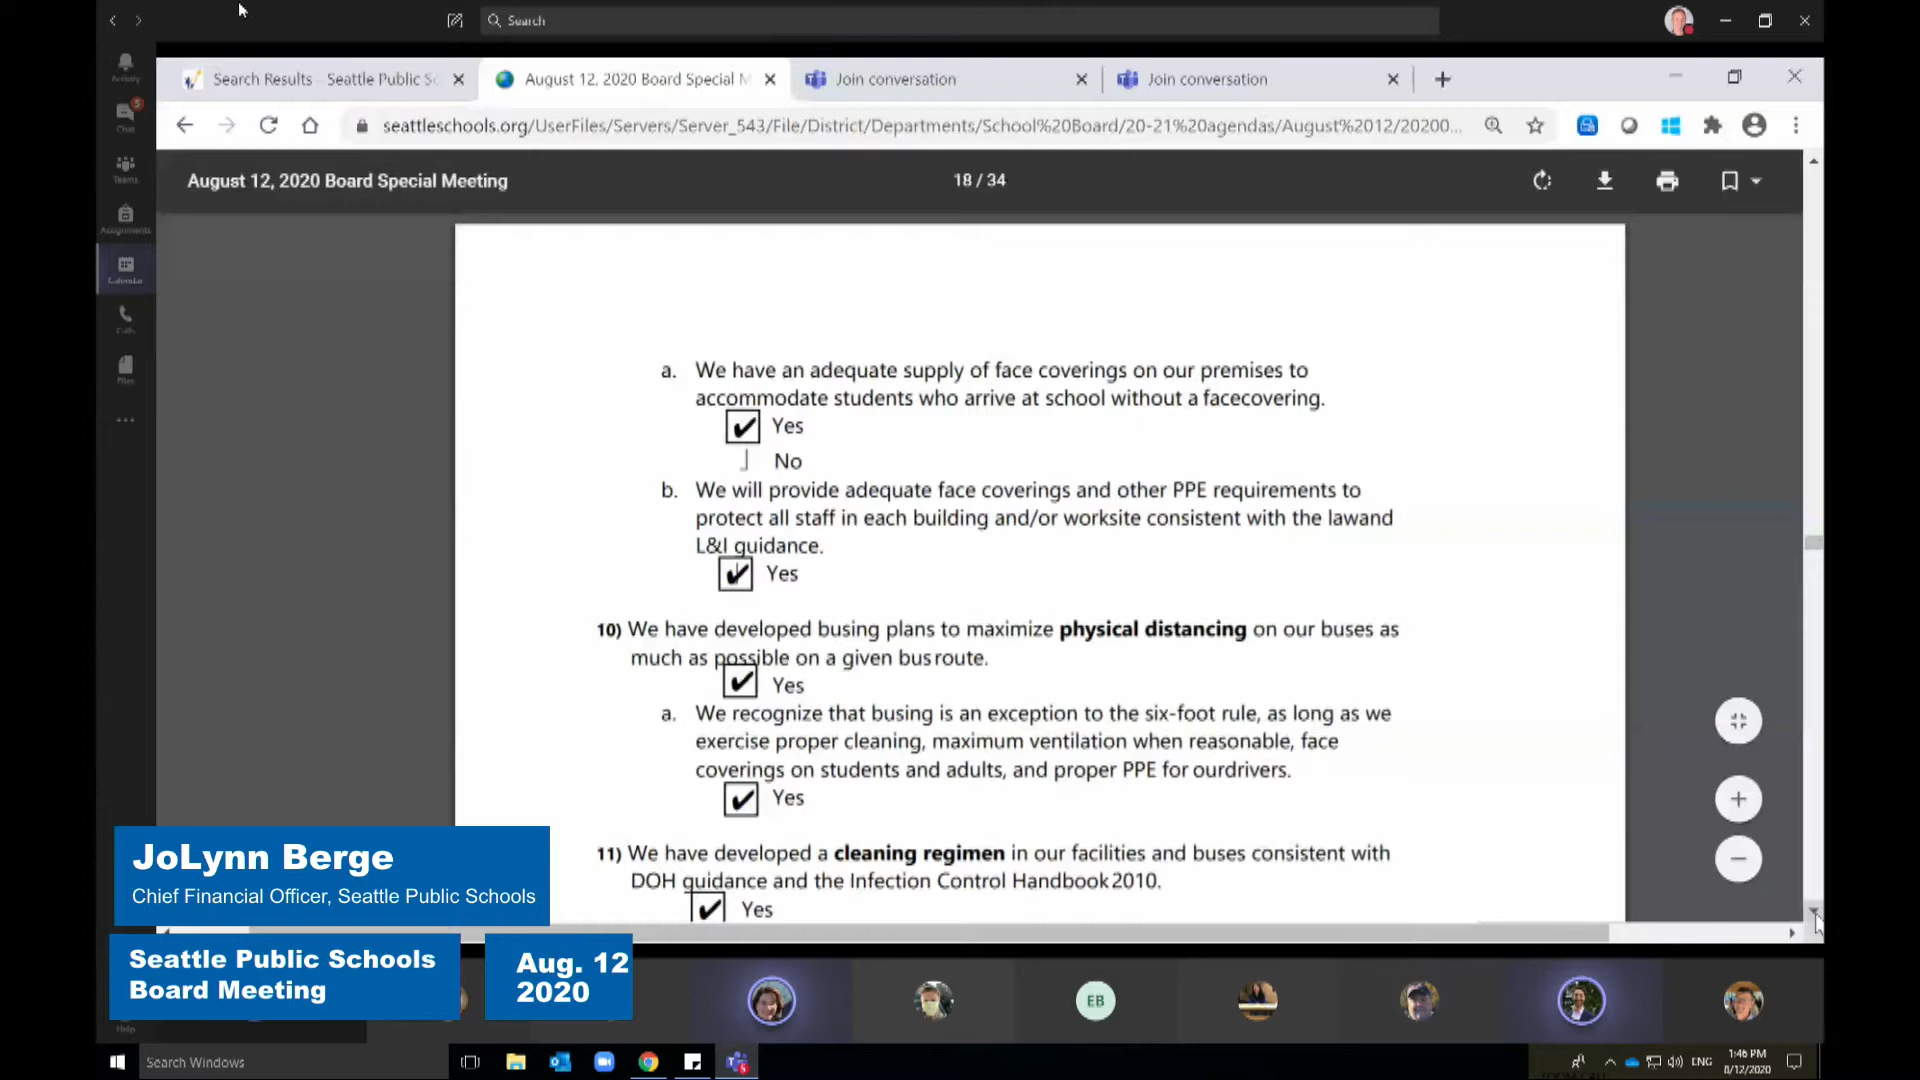 Search
Activity
Search Results - Seattle Public Sc
August 12, 2020 Board Special M
Join conversation
Join conversation
5
Chat
seattleschools.org/UserFiles/Servers/Server_543/File/District/Departments/School%20Board/20-21%20agendas/August%2012/20200...
Teams
August 12, 2020 Board Special Meeting
18 / 34
Assignments
Calendar
Calls
Files
a. We have an adequate supply of face coverings on our premises to
accommodate students who arrive at school without a facecovering.
✔ Yes
No
b. We will provide adequate face coverings and other PPE requirements to
protect all staff in each building and/or worksite consistent with the lawand
L&I guidance.
✔ Yes
10) We have developed busing plans to maximize physical distancing on our buses as
much as possible on a given bus route.
✔ Yes
a. We recognize that busing is an exception to the six-foot rule, as long as we
exercise proper cleaning, maximum ventilation when reasonable, face
coverings on students and adults, and proper PPE for ourdrivers.
✔ Yes
11) We have developed a cleaning regimen in our facilities and buses consistent with
DOH guidance and the Infection Control Handbook 2010.
✔ Yes
JoLynn Berge
Chief Financial Officer, Seattle Public Schools
Seattle Public Schools
Board Meeting
Aug. 12
2020
EB
Help
Search Windows
ENG
1:46 PM
8/12/2020